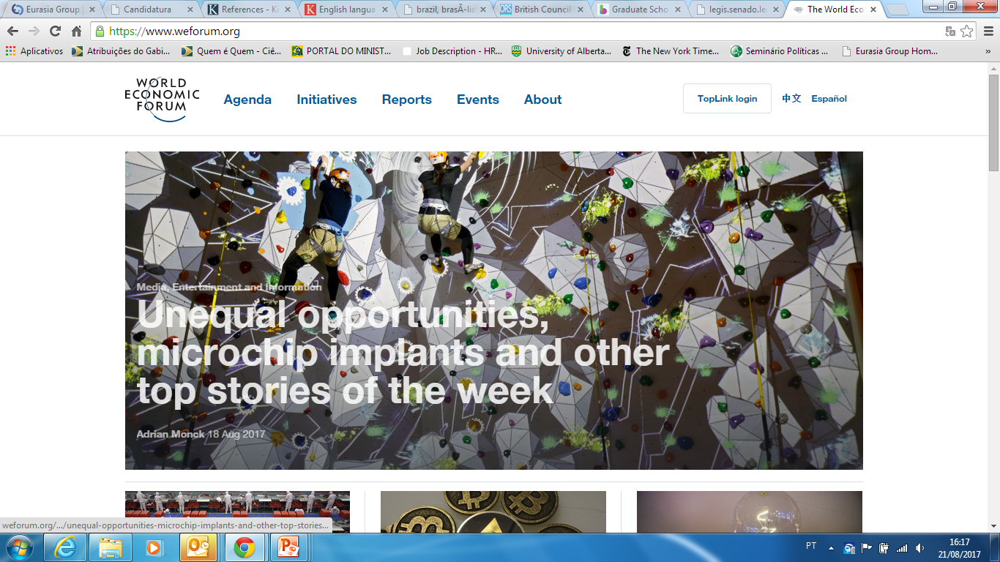 Eurasia Group |
Candidatura
References - Ki
English langua
brazil, brasÃ­lia
British Council
Graduate Scho
legis.senado.le
The World Eco
https://www.weforum.org
Aplicativos
Atribuições do Gabi...
Quem é Quem - Ciê...
PORTAL DO MINIST...
Job Description - HR...
University of Alberta...
The New York Time...
Seminário Políticas ...
Eurasia Group Hom...
»
WORLD
ECONOMIC
FORUM
Agenda
Initiatives
Reports
Events
About
TopLink login
中文
Español
Media, Entertainment and Information
Unequal opportunities,
microchip implants and other
top stories of the week
Adrian Monck 18 Aug 2017
weforum.org/.../unequal-opportunities-microchip-implants-and-other-top-stories...
PT
16:17
21/08/2017